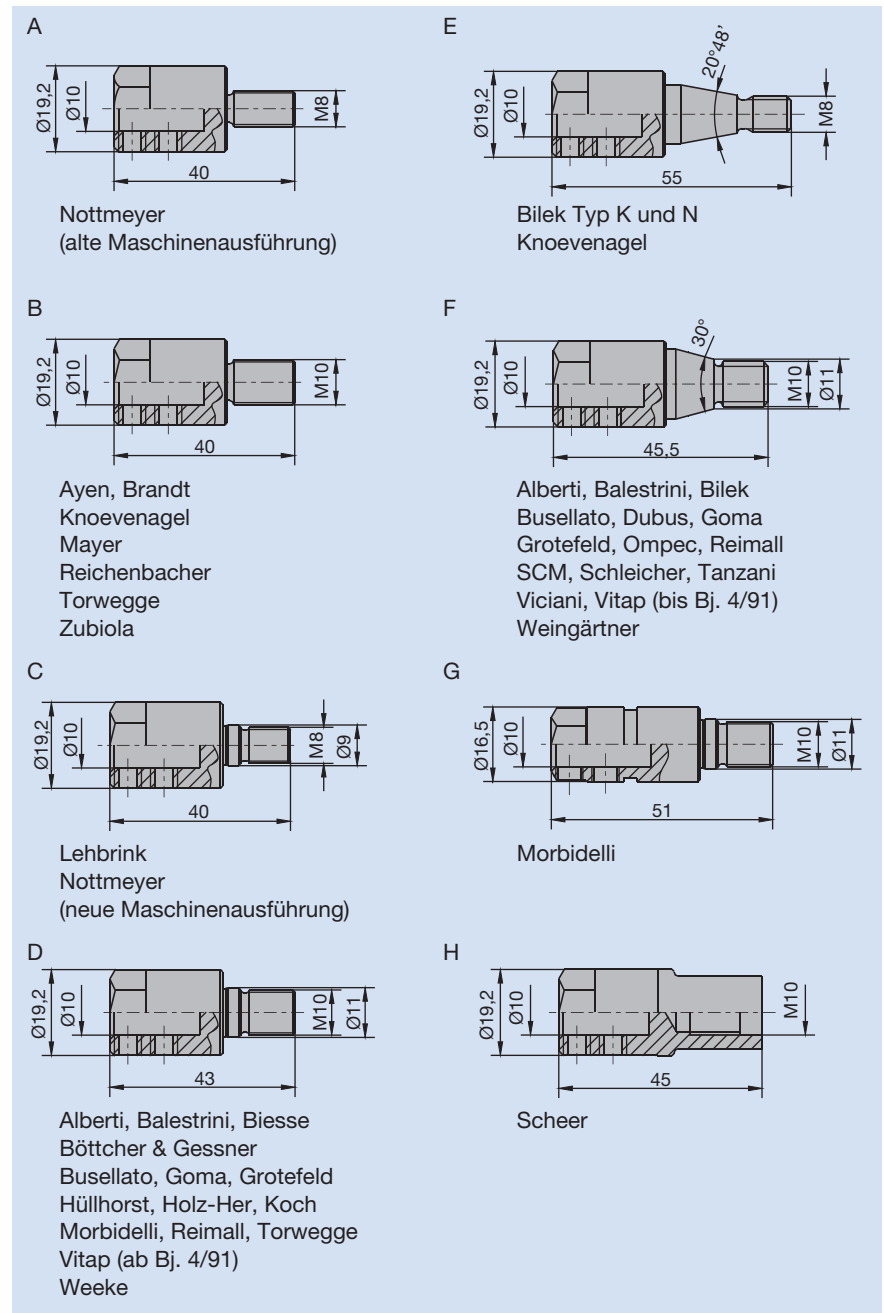 A
Ø19,2
Ø10
M8
40
Nottmeyer
(alte Maschinenausführung)
B
Ø19,2
Ø10
M10
40
Ayen, Brandt
Knoevenagel
Mayer
Reichenbacher
Torwegge
Zubiola
C
Ø19,2
Ø10
M8
Ø9
40
Lehbrink
Nottmeyer
(neue Maschinenausführung)
D
Ø19,2
Ø10
M10
Ø11
43
Alberti, Balestrini, Biesse
Böttcher & Gessner
Busellato, Goma, Grotefeld
Hüllhorst, Holz-Her, Koch
Morbidelli, Reimall, Torwegge
Vitap (ab Bj. 4/91)
Weeke
E
Ø19,2
Ø10
20°48'
M8
55
Bilek Typ K und N
Knoevenagel
F
Ø19,2
Ø10
30°
M10
Ø11
45,5
Alberti, Balestrini, Bilek
Busellato, Dubus, Goma
Grotefeld, Ompec, Reimall
SCM, Schleicher, Tanzani
Viciani, Vitap (bis Bj. 4/91)
Weingärtner
G
Ø16,5
Ø10
M10
Ø11
51
Morbidelli
H
Ø19,2
Ø10
M10
45
Scheer